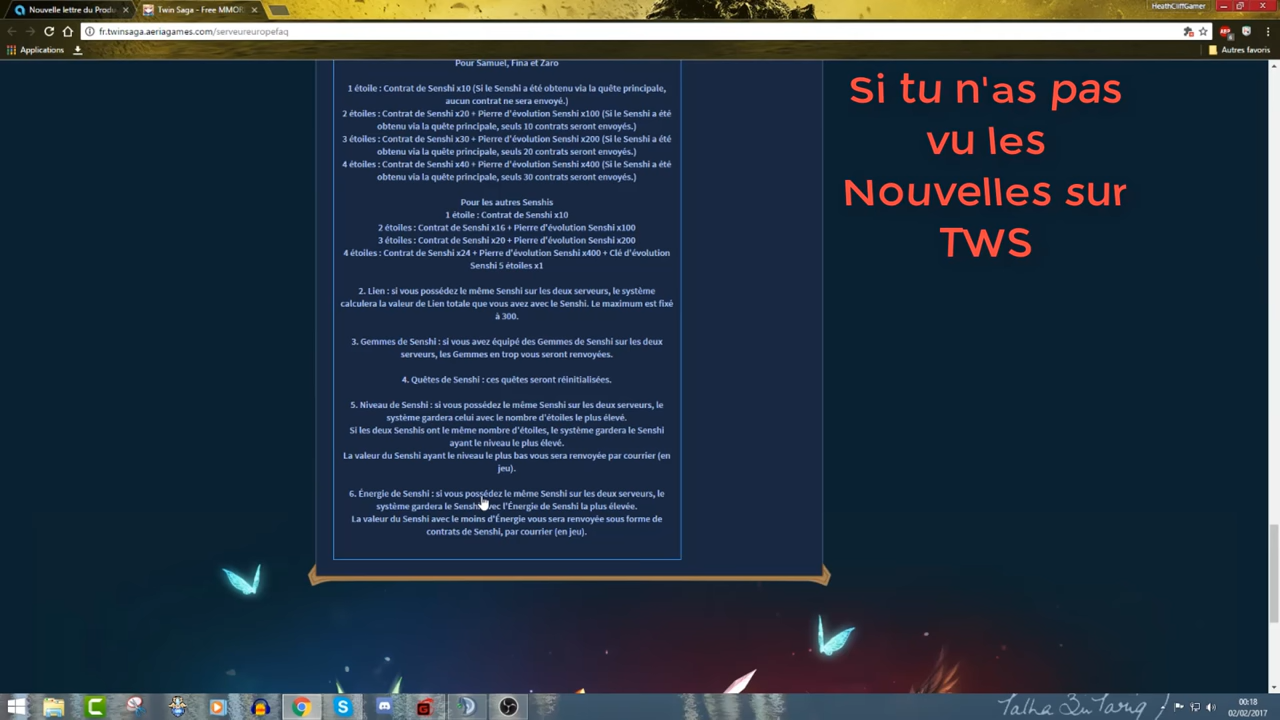 Nouvelle lettre du Produ
Twin Saga - Free MMO
HeathCliffGamer
fr.twinsaga.aeriagames.com/serveureuropefaq
Applications
Autres favoris
Pour Samuel, Fina et Zaro
1 étoile : Contrat de Senshi x10 (Si le Senshi a été obtenu via la quête principale,
aucun contrat ne sera envoyé.)
2 étoiles : Contrat de Senshi x20 + Pierre d'évolution Senshi x100 (Si le Senshi a été
obtenu via la quête principale, seuls 10 contrats seront envoyés.)
3 étoiles : Contrat de Senshi x30 + Pierre d'évolution Senshi x200 (Si le Senshi a été
obtenu via la quête principale, seuls 20 contrats seront envoyés.)
4 étoiles : Contrat de Senshi x40 + Pierre d'évolution Senshi x400 (Si le Senshi a été
obtenu via la quête principale, seuls 30 contrats seront envoyés.)
Pour les autres Senshis
1 étoile : Contrat de Senshi x10
2 étoiles : Contrat de Senshi x16 + Pierre d'évolution Senshi x100
3 étoiles : Contrat de Senshi x20 + Pierre d'évolution Senshi x200
4 étoiles : Contrat de Senshi x24 + Pierre d'évolution Senshi x400 + Clé d'évolution
Senshi 5 étoiles x1
2. Lien : si vous possédez le même Senshi sur les deux serveurs, le système
calculera la valeur de Lien totale que vous avez avec le Senshi. Le maximum est fixé
à 300.
3. Gemmes de Senshi : si vous avez équipé des Gemmes de Senshi sur les deux
serveurs, les Gemmes en trop vous seront renvoyées.
4. Quêtes de Senshi : ces quêtes seront réinitialisées.
5. Niveau de Senshi : si vous possédez le même Senshi sur les deux serveurs, le
système gardera celui avec le nombre d'étoiles le plus élevé.
Si les deux Senshis ont le même nombre d'étoiles, le système gardera le Senshi
ayant le niveau le plus élevé.
La valeur du Senshi ayant le niveau le plus bas vous sera renvoyée par courrier (en
jeu).
6. Énergie de Senshi : si vous possédez le même Senshi sur les deux serveurs, le
système gardera le Senshi avec l'Énergie de Senshi la plus élevée.
La valeur du Senshi avec le moins d'Énergie vous sera renvoyée sous forme de
contrats de Senshi, par courrier (en jeu).
Si tu n'as pas
vu les
Nouvelles sur
TWS
Talha Bin Tariq
00:18
02/02/2017